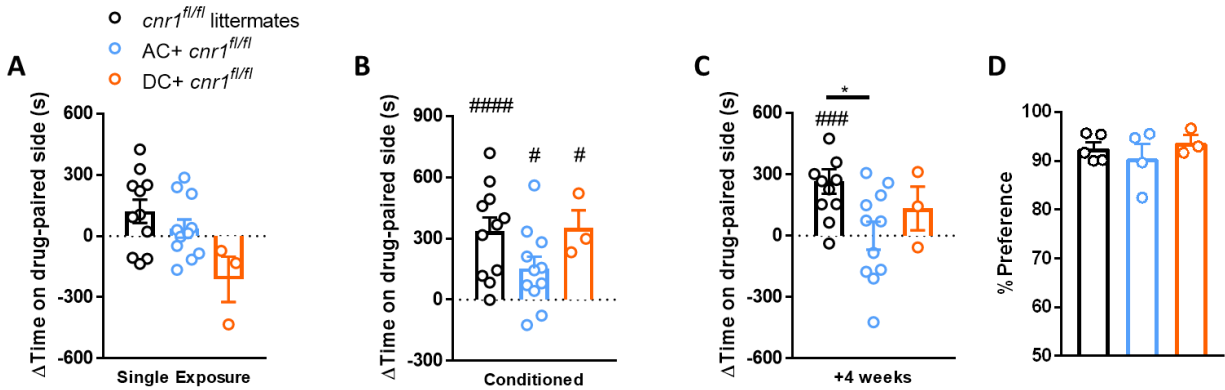 cnr1fl/fl littermates
AC+ cnr1fl/fl
DC+ cnr1fl/fl
A
ΔTime on drug-paired side (s)
600
300
0
-300
-600
Single Exposure
B
ΔTime on drug-paired side (s)
900
600
300
0
-300
####
#
#
Conditioned
C
ΔTime on drug-paired side (s)
600
300
0
-300
-600
*
###
+4 weeks
D
% Preference
100
90
80
70
60
50